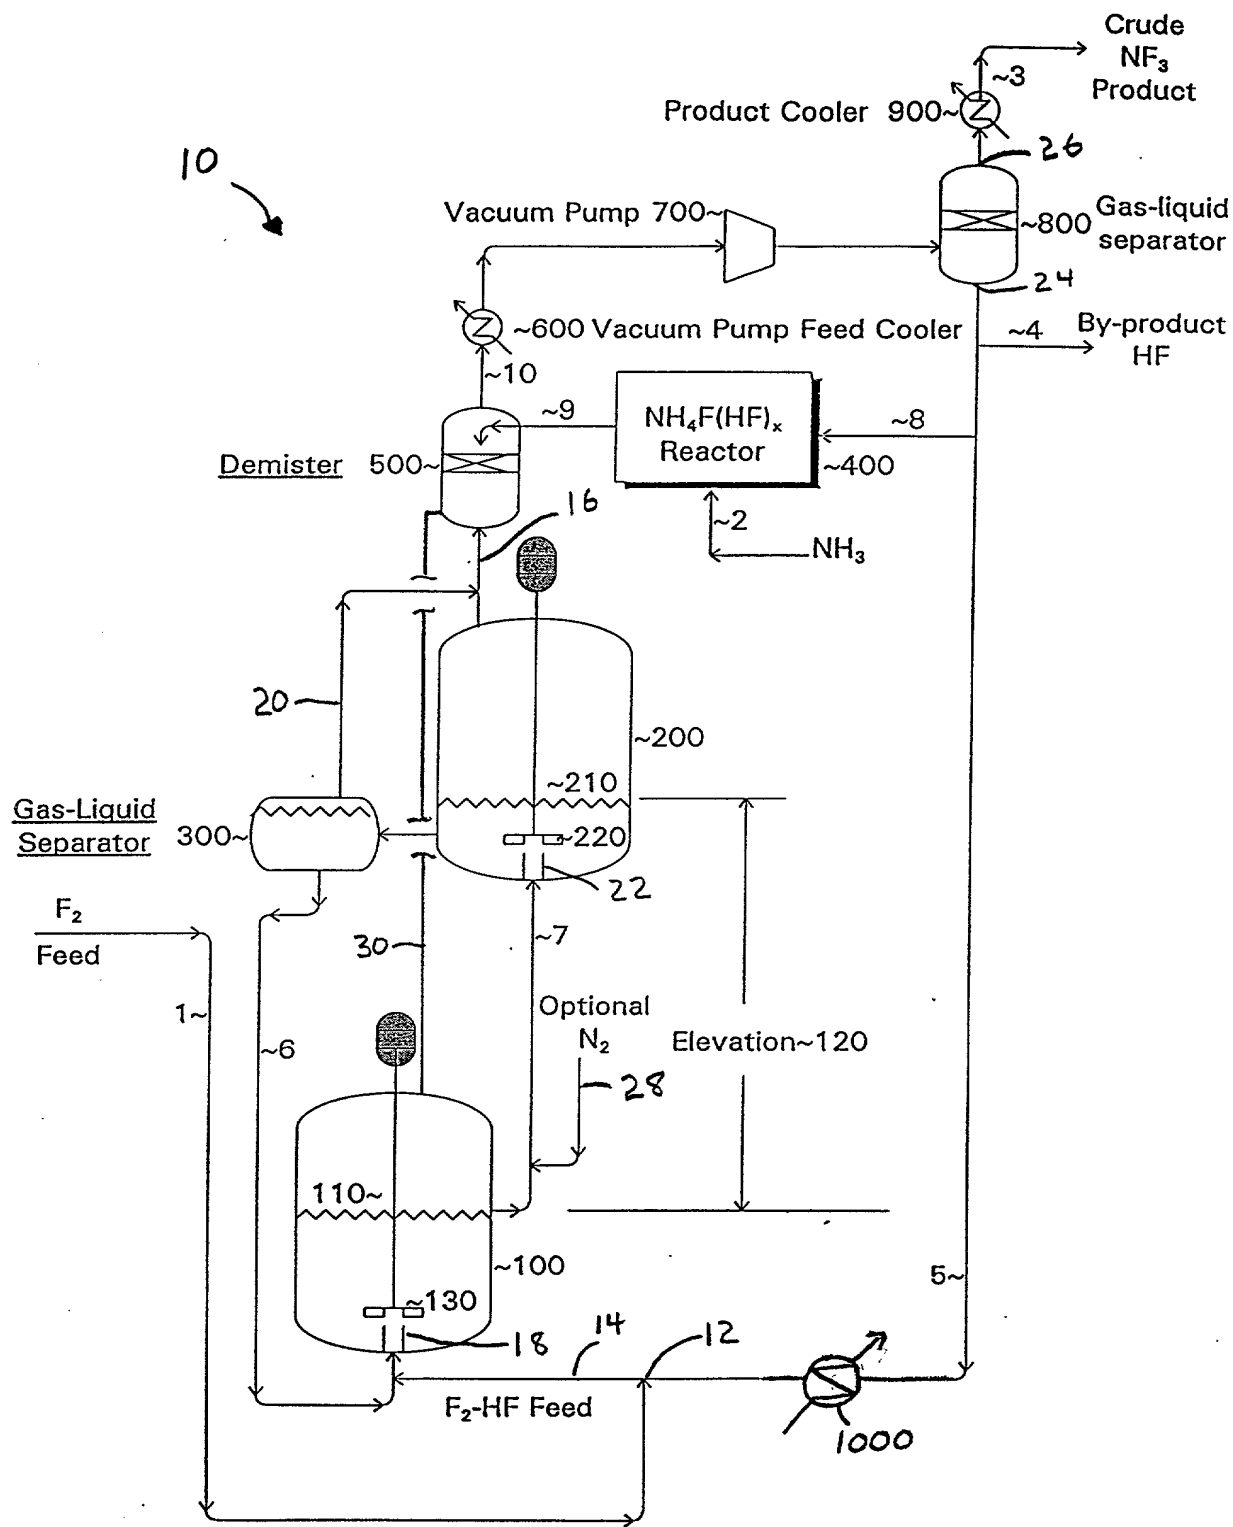 Crude
NF₃
Product
~3
Product Cooler 900~
26
10
Vacuum Pump 700~
~800 Gas-liquid
separator
24
~600 Vacuum Pump Feed Cooler
~4
By-product
HF
~10
~9
NH₄F(HF)ₓ
Reactor
~8
Demister 500~
~400
16
~2
NH₃
20
~200
~210
Gas-Liquid
Separator 300~
~220
22
F₂
Feed
30
~7
1~
Optional
N₂
~6
Elevation~120
28
110~
~100
5~
~130
18
14
12
F₂-HF Feed
1000